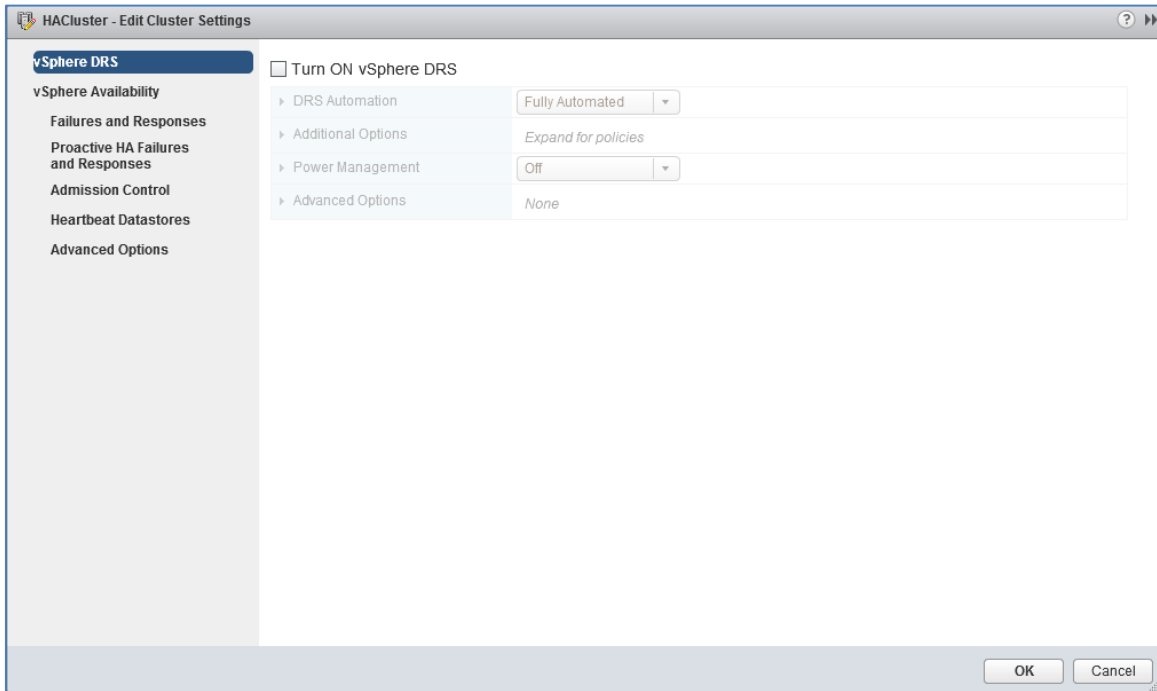 HACluster - Edit Cluster Settings
?
vSphere DRS
vSphere Availability
Failures and Responses
Proactive HA Failures
and Responses
Admission Control
Heartbeat Datastores
Advanced Options
Turn ON vSphere DRS
DRS Automation Fully Automated
Additional Options Expand for policies
Power Management Off
Advanced Options None
OK Cancel